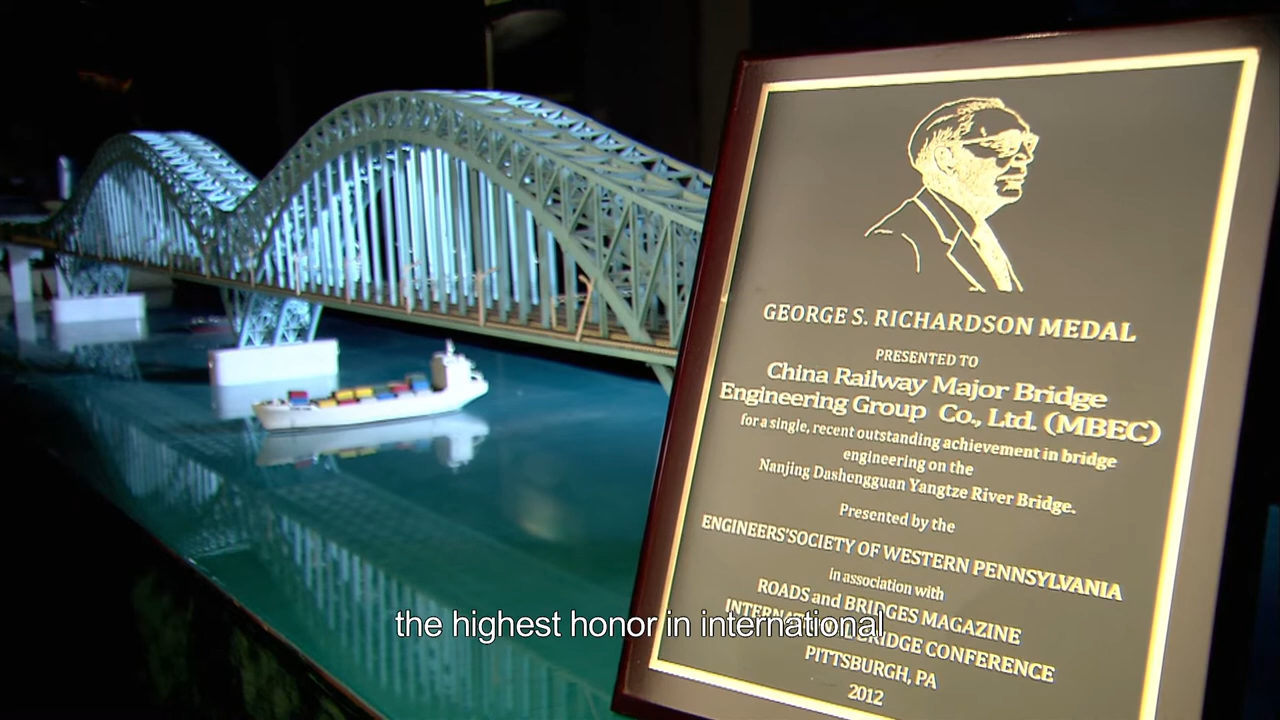 GEORGE S. RICHARDSON MEDAL
PRESENTED TO
China Railway Major Bridge
Engineering Group Co., Ltd. (MBEC)
for a single, recent outstanding achievement in bridge
engineering on the
Nanjing Dashengguan Yangtze River Bridge.
Presented by the
ENGINEERS'SOCIETY OF WESTERN PENNSYLVANIA
in association with
ROADS and BRIDGES MAGAZINE
INTERNATIONAL BRIDGE CONFERENCE
PITTSBURGH, PA
2012
the highest honor in international